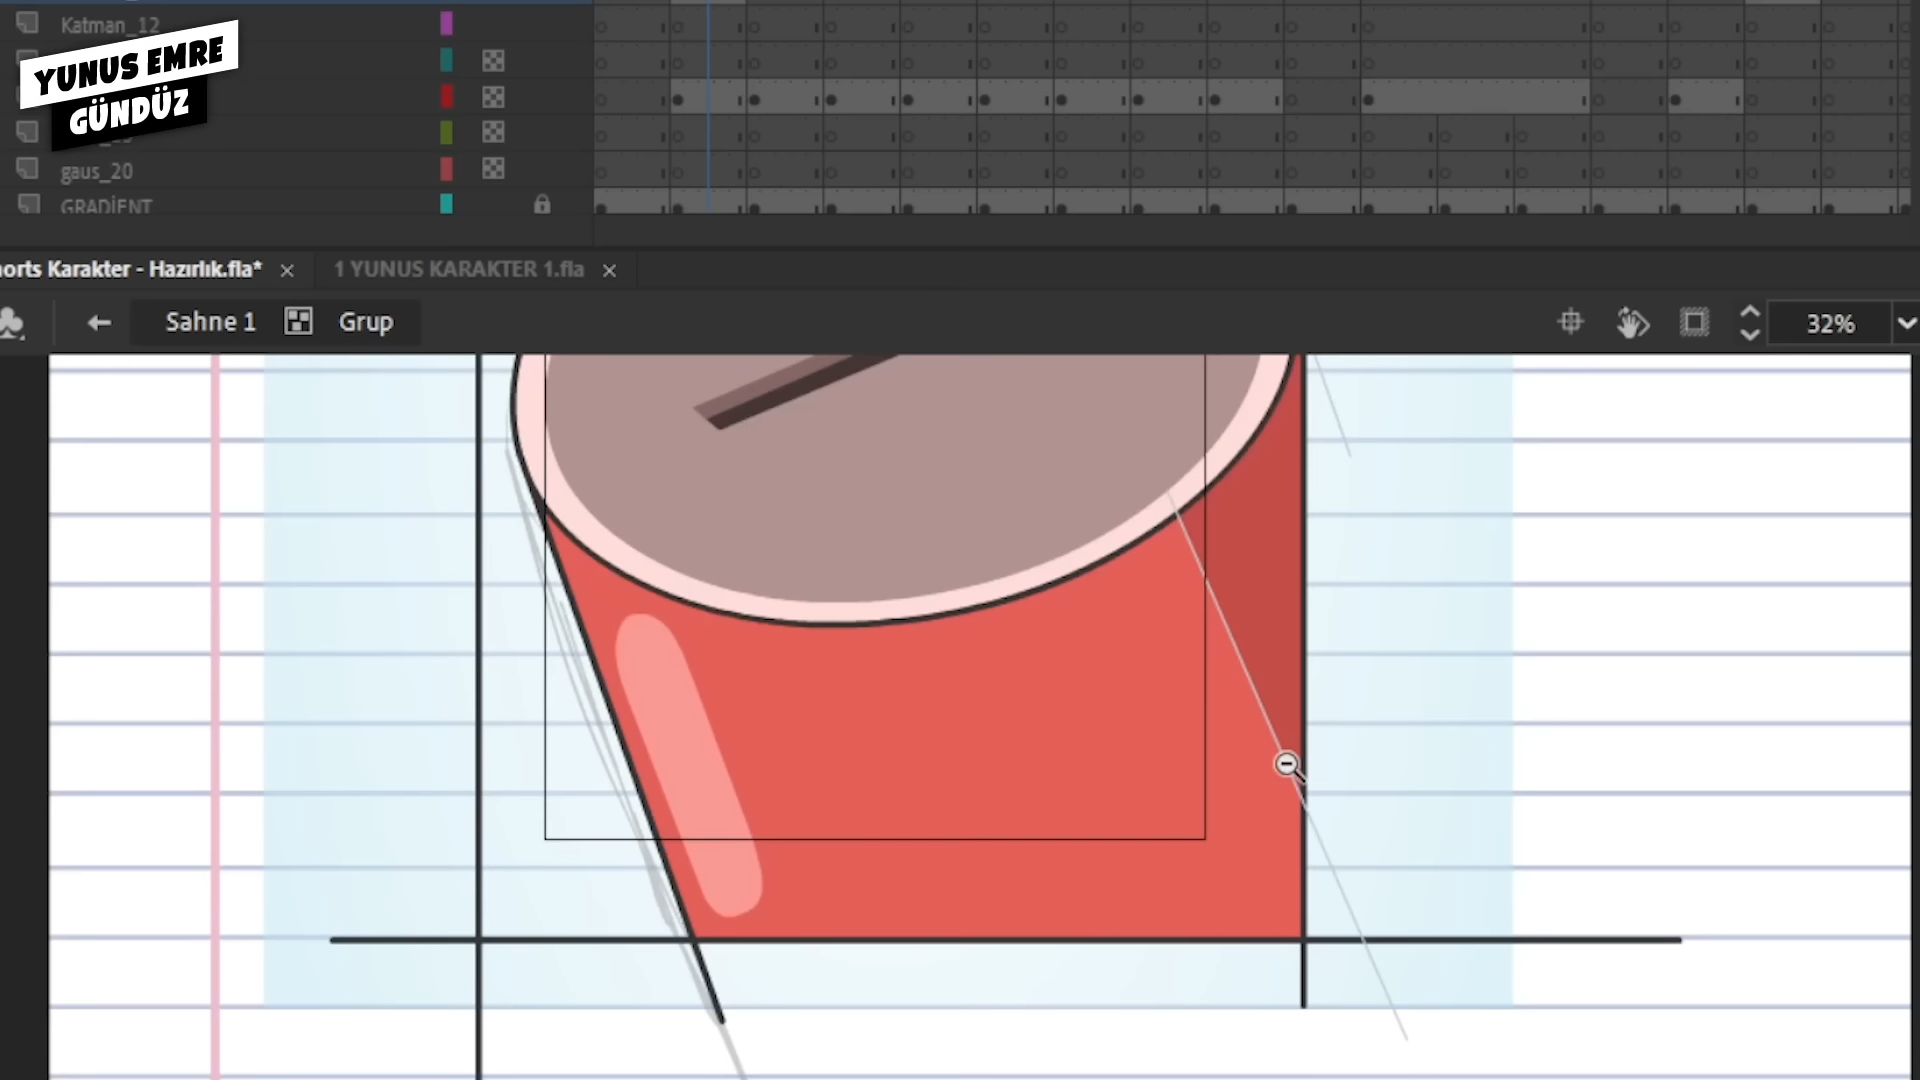 Katman_12
YUNUS EMRE
GÜNDÜZ
gaus_20
GRADİENT
orts Karakter - Hazırlık.fla*
1 YUNUS KARAKTER 1.fla
Sahne 1
Grup
32%